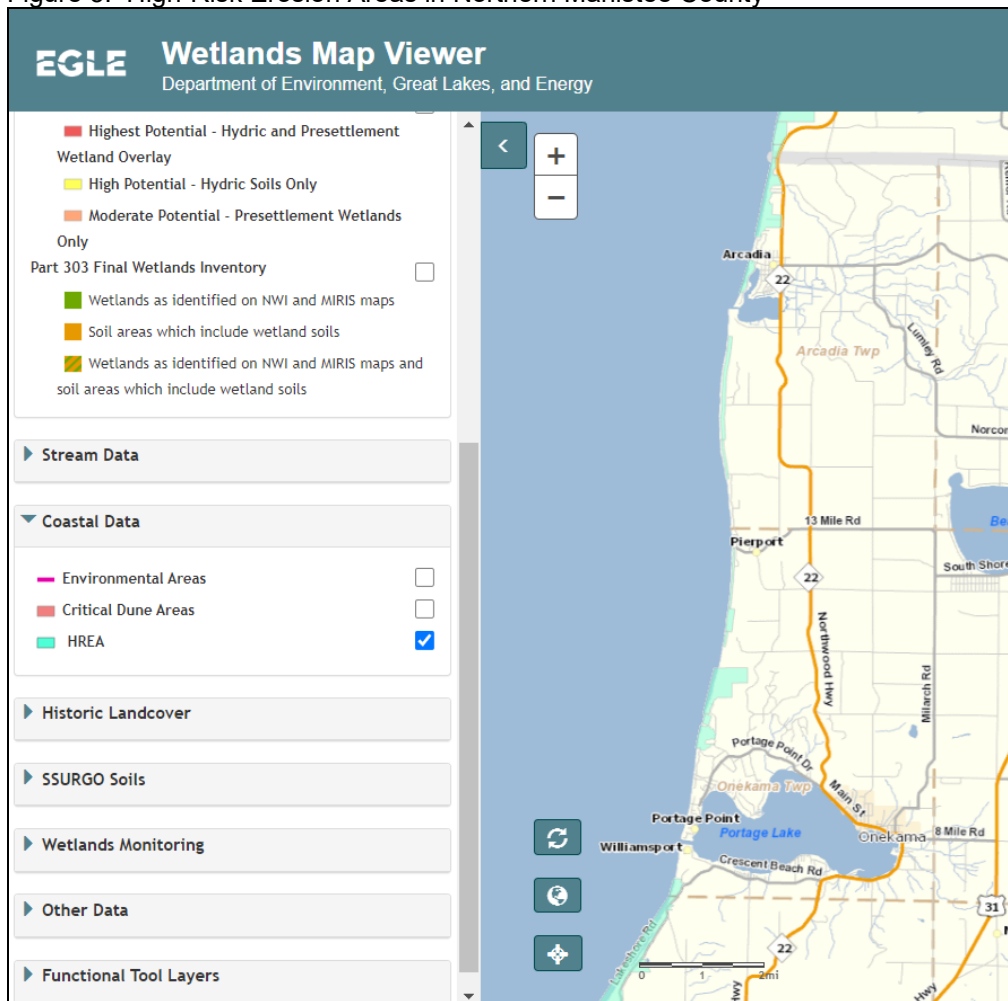 EGLE
Wetlands Map Viewer
Department of Environment, Great Lakes, and Energy
Highest Potential - Hydric and Presettlement
Wetland Overlay
High Potential - Hydric Soils Only
Moderate Potential - Presettlement Wetlands
Only
Part 303 Final Wetlands Inventory
Wetlands as identified on NWI and MIRIS maps
Soil areas which include wetland soils
Wetlands as identified on NWI and MIRIS maps and
soil areas which include wetland soils
Stream Data
Coastal Data
Environmental Areas
Critical Dune Areas
HREA
Historic Landcover
SSURGO Soils
Wetlands Monitoring
Other Data
Functional Tool Layers
<
+
−
Arcadia
22
Arcadia Twp
Lumley Rd
Norcon
13 Mile Rd
Be
Pierport
South Shore
22
Northwood Hwy
Milarch Rd
Portage Point Dr
Onekama Twp
Main St
Portage Point
Portage Lake
Onekama
8 Mile Rd
Williamsport
Crescent Beach Rd
31
Lakeshore Rd
22
0 1 2mi
Hwy
Hwy